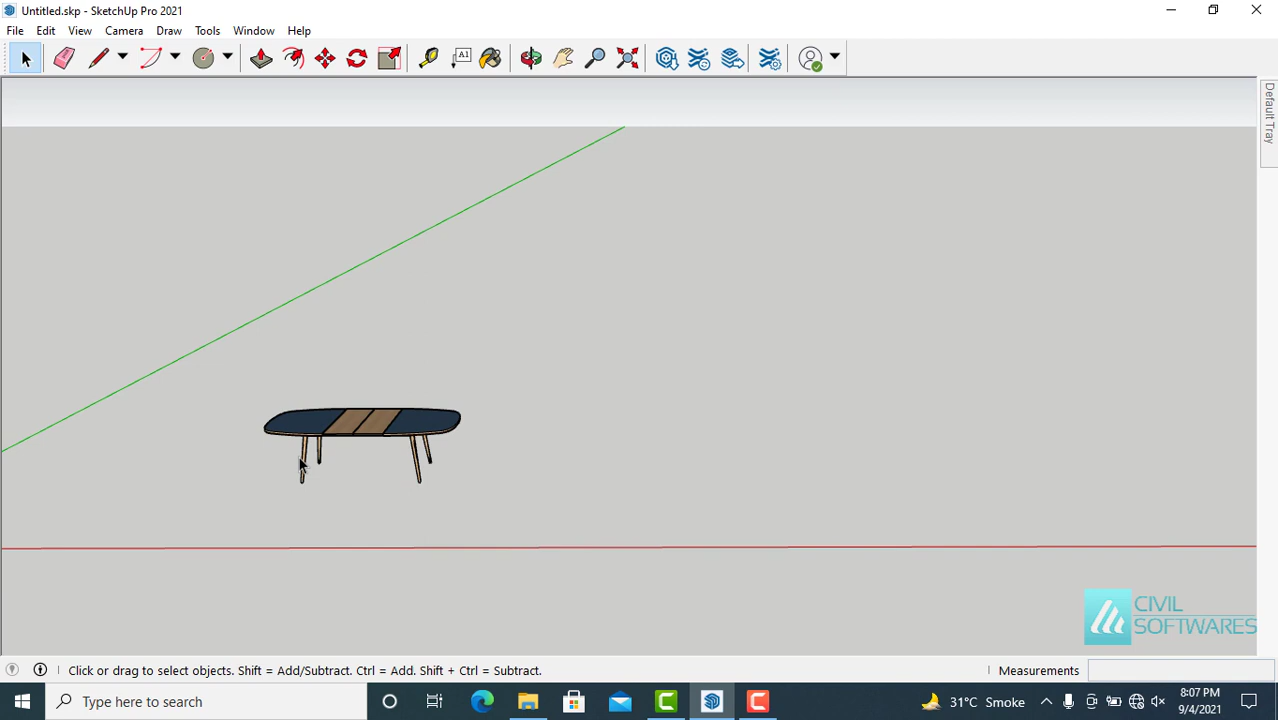 Untitled.skp - SketchUp Pro 2021
File Edit View Camera Draw Tools Window Help
A1
Default Tray
CIVIL
SOFTWARES
Click or drag to select objects. Shift = Add/Subtract. Ctrl = Add. Shift + Ctrl = Subtract.
Measurements
Type here to search
31°C Smoke
8:07 PM
9/4/2021